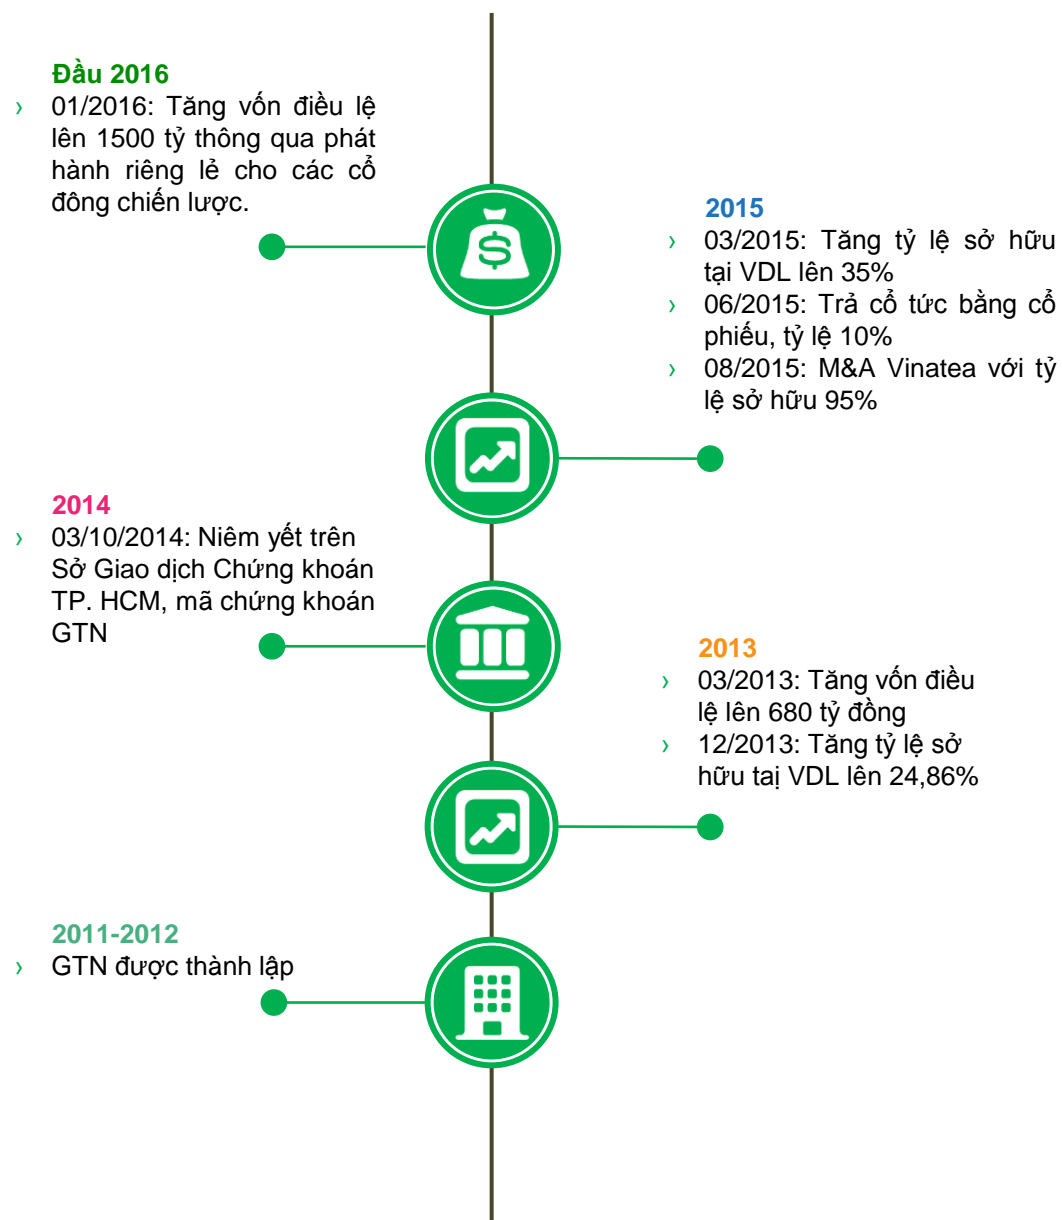 Đầu 2016
› 01/2016: Tăng vốn điều lệ
lên 1500 tỷ thông qua phát
hành riêng lẻ cho các cổ
đông chiến lược.
2015
› 03/2015: Tăng tỷ lệ sở hữu
tại VDL lên 35%
› 06/2015: Trả cổ tức bằng cổ
phiếu, tỷ lệ 10%
› 08/2015: M&A Vinatea với tỷ
lệ sở hữu 95%
2014
› 03/10/2014: Niêm yết trên
Sở Giao dịch Chứng khoán
TP. HCM, mã chứng khoán
GTN
2013
› 03/2013: Tăng vốn điều
lệ lên 680 tỷ đồng
› 12/2013: Tăng tỷ lệ sở
hữu taị VDL lên 24,86%
2011-2012
› GTN được thành lập